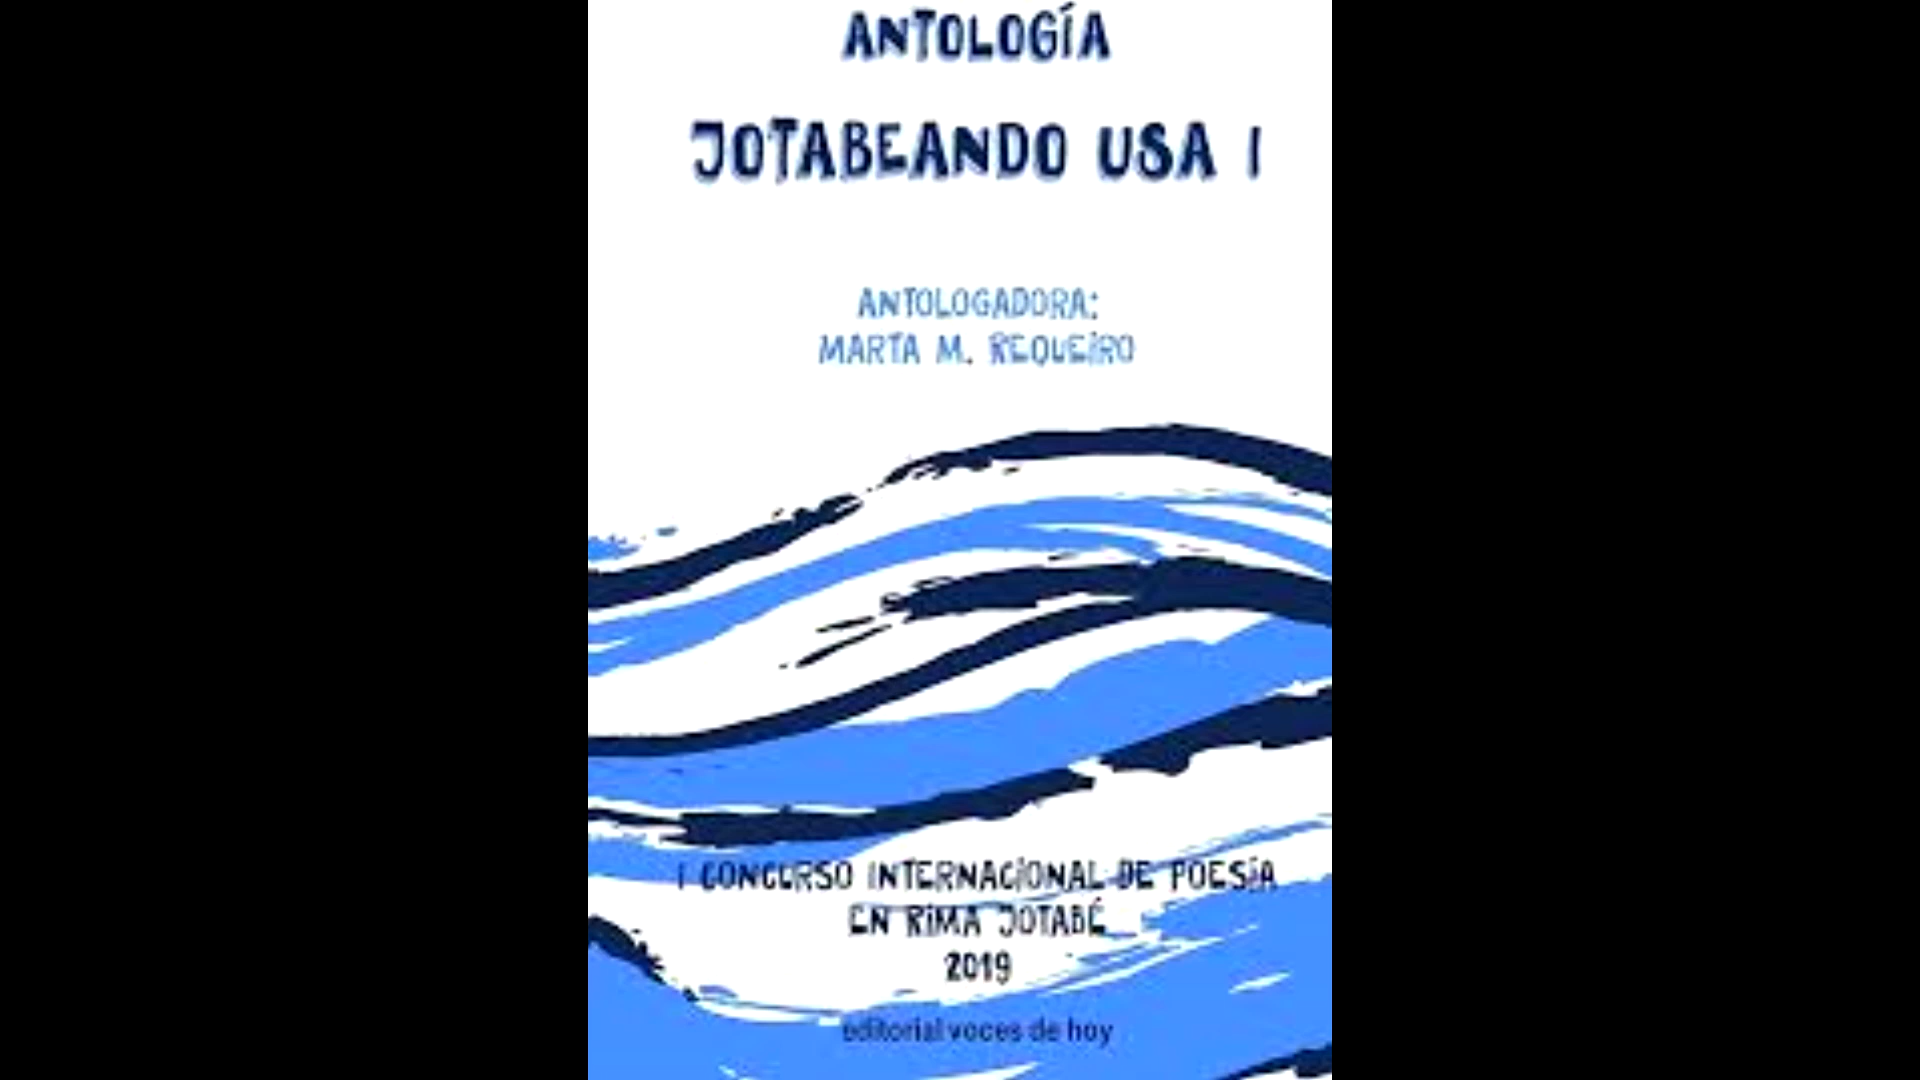 ANTOLOGÍA
JOTABEANDO USA I
ANTOLOGADORA:
MARTA M. REQUEIRO
I CONCURSO INTERNACIONAL DE POESÍA
EN RIMA JOTABÉ
2019
editorial voces de hoy